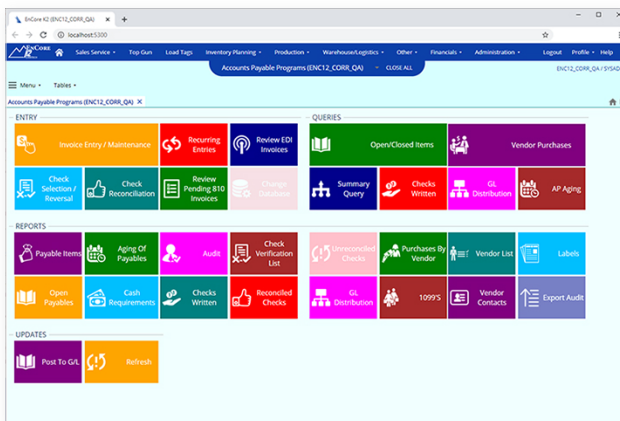 EnCore K2 (ENC12_CORR_QA)
localhost:5300
ENCORE
Sales Service
Top Gun
Load Tags
Inventory Planning
Production
Warehouse/Logistics
Other
Financials
Administration
Logout
Profile
Help
Accounts Payable Programs (ENC12_CORR_QA)
CLOSE ALL
ENC12_CORR_QA / SYSAD
Menu
Tables
Accounts Payable Programs (ENC12_CORR_QA) X
ENTRY
Invoice Entry / Maintenance
Recurring
Entries
Review EDI
Invoices
Check
Selection /
Reversal
Check
Reconciliation
Review
Pending 810
Invoices
Change
Database
QUERIES
Open/Closed Items
Vendor Purchases
Summary
Query
Checks
Written
GL
Distribution
AP Aging
REPORTS
Payable Items
Aging Of
Payables
Audit
Check
Verification
List
Unreconciled
Checks
Purchases By
Vendor
Vendor List
Labels
Open
Payables
Cash
Requirements
Checks
Written
Reconciled
Checks
GL
Distribution
1099'S
Vendor
Contacts
Export Audit
UPDATES
Post To G/L
Refresh